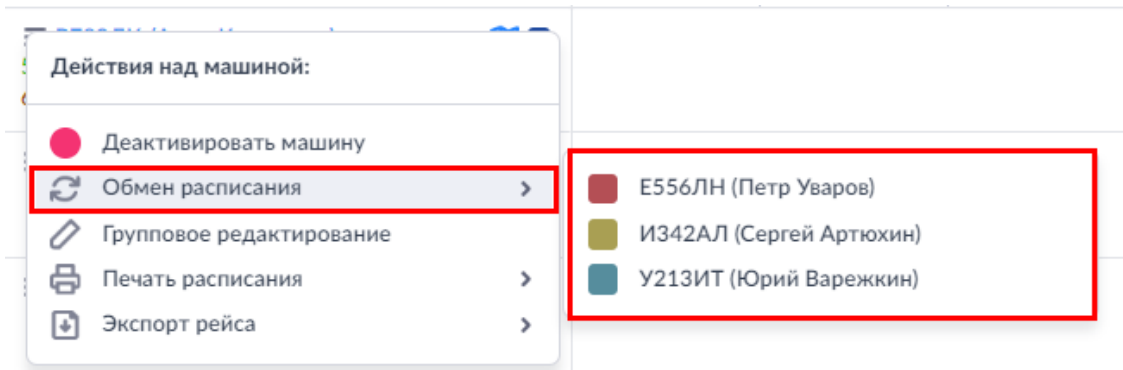 Действия над машиной:
Деактивировать машину
Обмен расписания
Групповое редактирование
Печать расписания
Экспорт рейса
Е556ЛН (Петр Уваров)
И342АЛ (Сергей Артюхин)
У213ИТ (Юрий Варежкин)